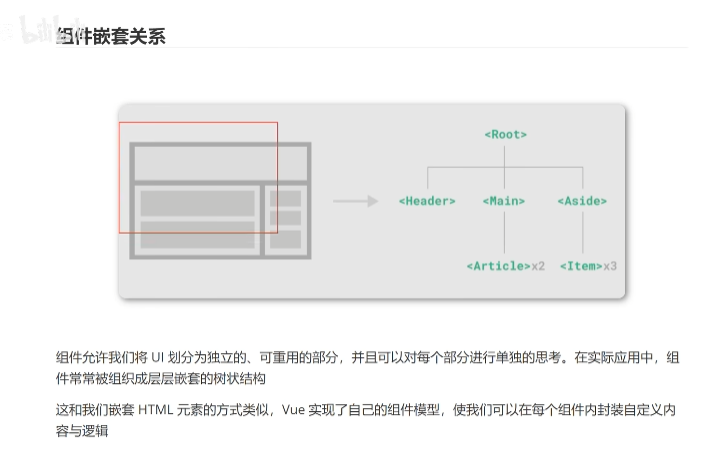 bilibili
组件嵌套关系
<Root>
<Header> <Main> <Aside>
<Article>x2 <Item>x3
组件允许我们将 UI 划分为独立的、可重用的部分，并且可以对每个部分进行单独的思考。在实际应用中，组
件常常被组织成层层嵌套的树状结构
这和我们嵌套 HTML 元素的方式类似，Vue 实现了自己的组件模型，使我们可以在每个组件内封装自定义内
容与逻辑